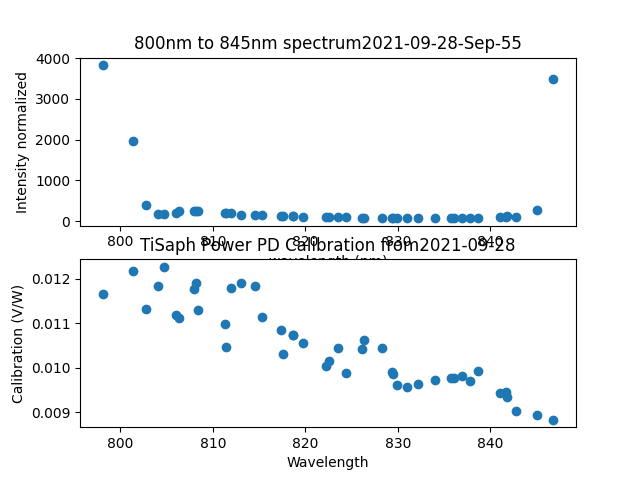 800nm to 845nm spectrum2021-09-28-Sep-55
Intensity normalized
4000
3000
2000
1000
0
800 810 820 830 840
wavelength (nm)
TiSaph Power PD Calibration from2021-09-28
Calibration (V/W)
0.012
0.011
0.010
0.009
800 810 820 830 840
Wavelength